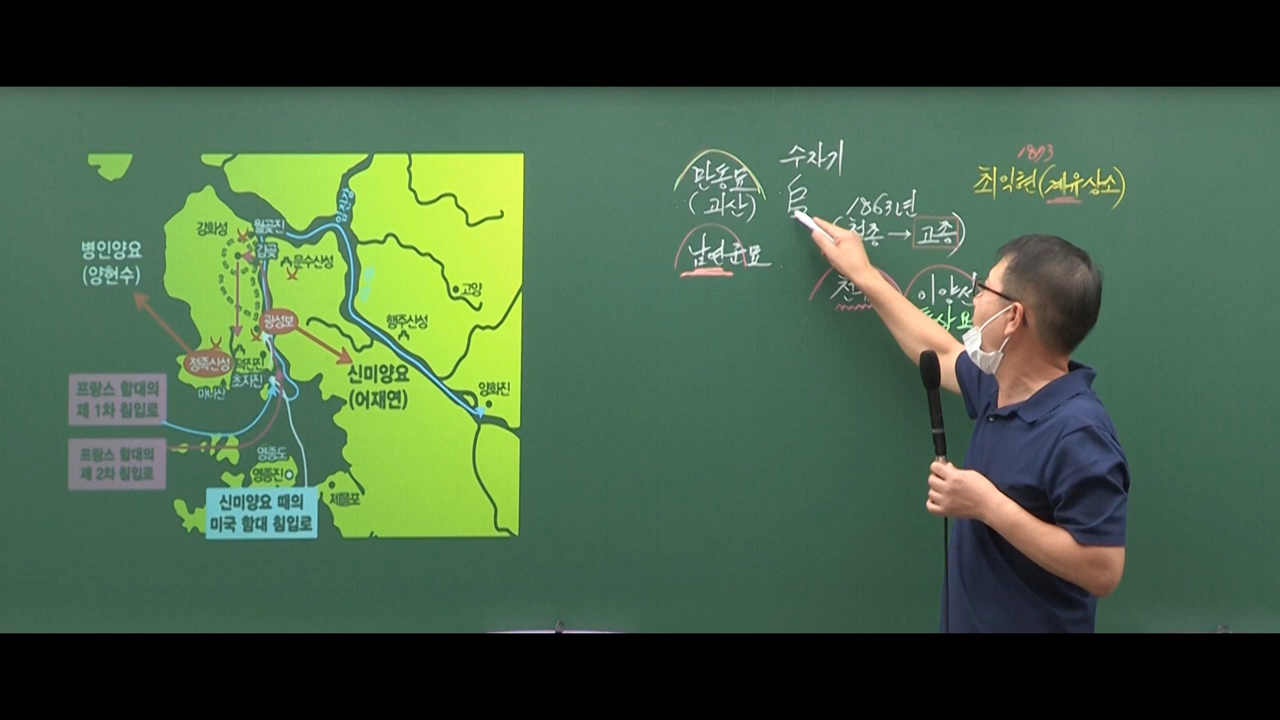 강화성
월곶진
갑곶
임진강
문수산성
고양
병인양요
(양헌수)
행주산성
광성보
정족산성
덕진진
초지진
마니산
신미양요
(어재연)
양화진
프랑스 함대의
제 1차 침입로
프랑스 함대의
제 2차 침입로
영종도
영종진
제물포
신미양요 때의
미국 함대 침입로
만동묘
(괴산)
남연군묘
수자기
1863년
(철종 → 고종)
이양선
1873
최익현(계유상소)